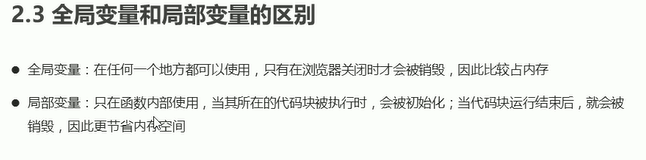 2.3 全局变量和局部变量的区别
● 全局变量：在任何一个地方都可以使用，只有在浏览器关闭时才会被销毁，因此比较占内存
● 局部变量：只在函数内部使用，当其所在的代码块被执行时，会被初始化；当代码块运行结束后，就会被
销毁，因此更节省内存空间